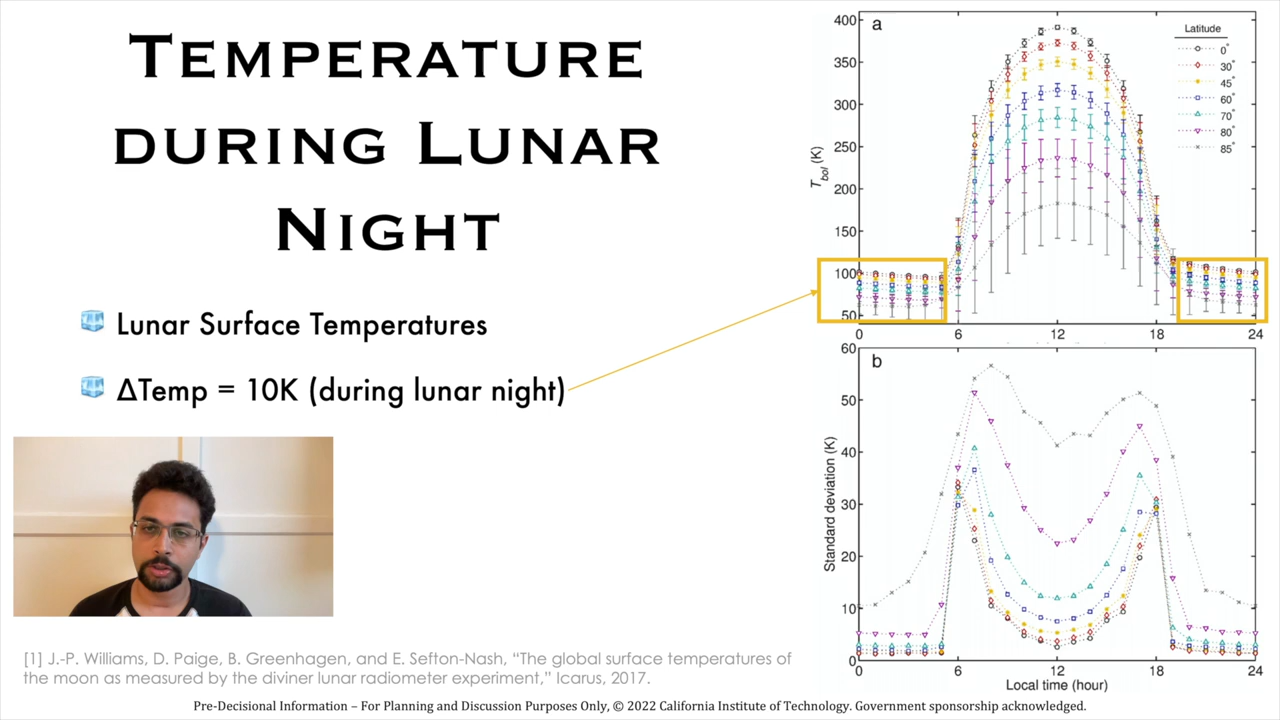 TEMPERATURE
DURING LUNAR
NIGHT
Lunar Surface Temperatures
ΔTemp = 10K (during lunar night)
[1] J.-P. Williams, D. Paige, B. Greenhagen, and E. Sefton-Nash, “The global surface temperatures of
the moon as measured by the diviner lunar radiometer experiment,” Icarus, 2017.
a
Latitude
0°
30°
45°
60°
70°
80°
85°
T_bol (K)
400
350
300
250
200
150
100
50
0 6 12 18 24
b
Standard deviation (K)
60
50
40
30
20
10
0
0 6 12 18 24
Local time (hour)
Pre-Decisional Information – For Planning and Discussion Purposes Only, © 2022 California Institute of Technology. Government sponsorship acknowledged.